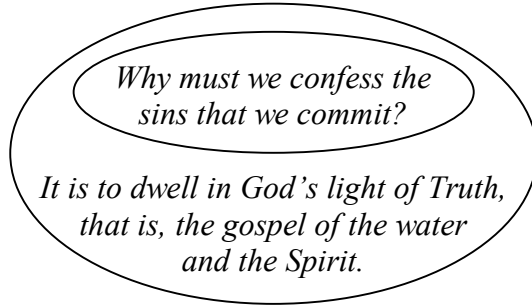 Why must we confess the
sins that we commit?
It is to dwell in God’s light of Truth,
that is, the gospel of the water
and the Spirit.